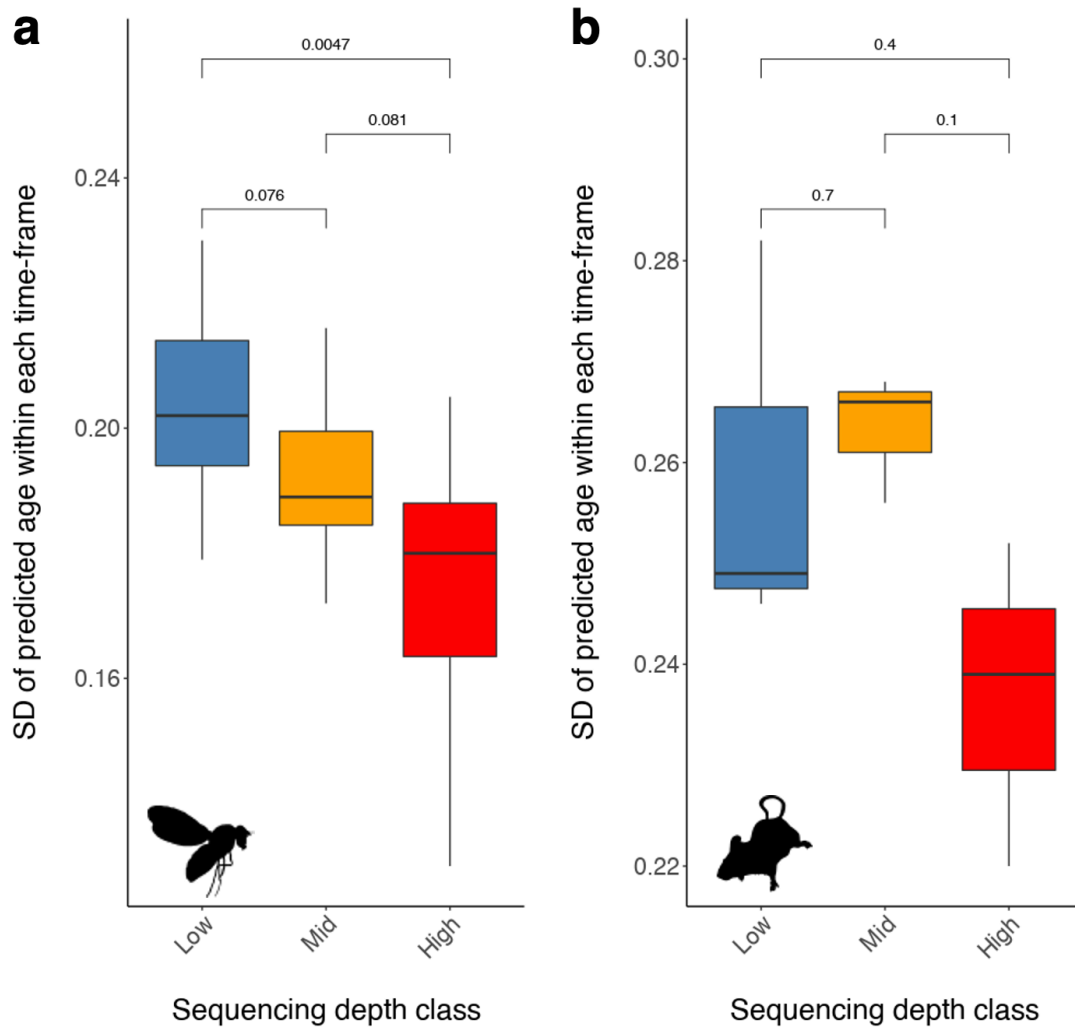 a
0.0047
0.081
0.076
0.24
0.20
0.16
SD of predicted age within each time-frame
Low
Mid
High
Sequencing depth class
b
0.4
0.1
0.7
0.30
0.28
0.26
0.24
0.22
SD of predicted age within each time-frame
Low
Mid
High
Sequencing depth class